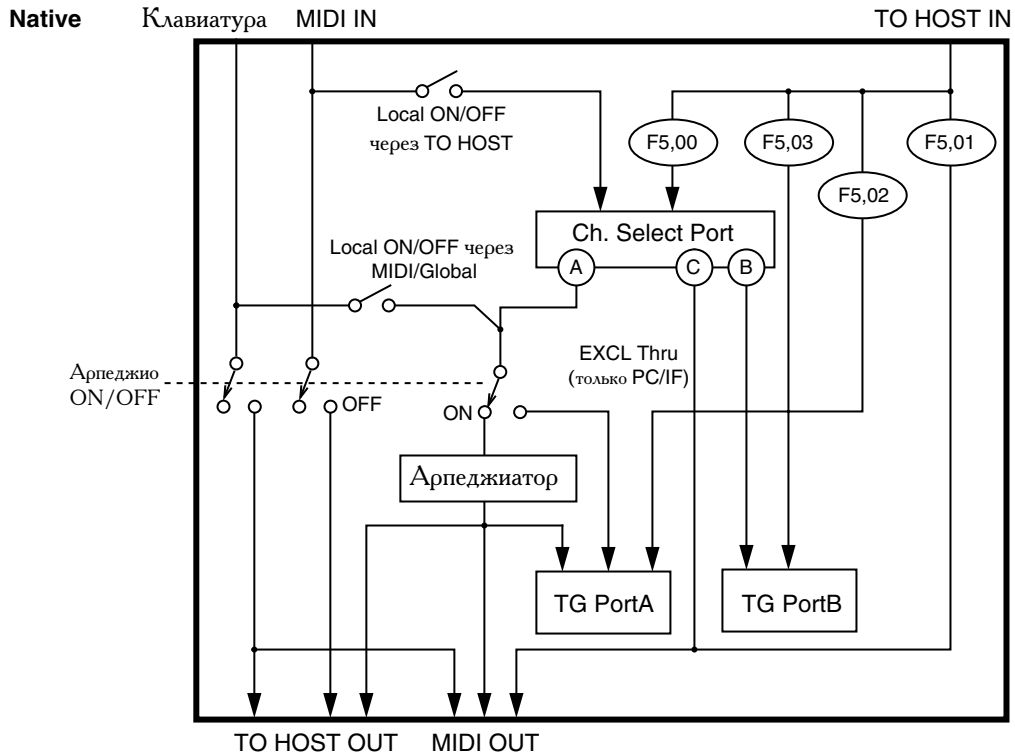 Native Клавиатура MIDI IN TO HOST IN
Local ON/OFF
через TO HOST
F5,00
F5,03
F5,01
F5,02
Ch. Select Port
Local ON/OFF через
MIDI/Global
A
C
B
EXCL Thru
(только PC/IF)
Арпеджио
ON/OFF
OFF
ON
Арпеджиатор
TG PortA
TG PortB
TO HOST OUT MIDI OUT